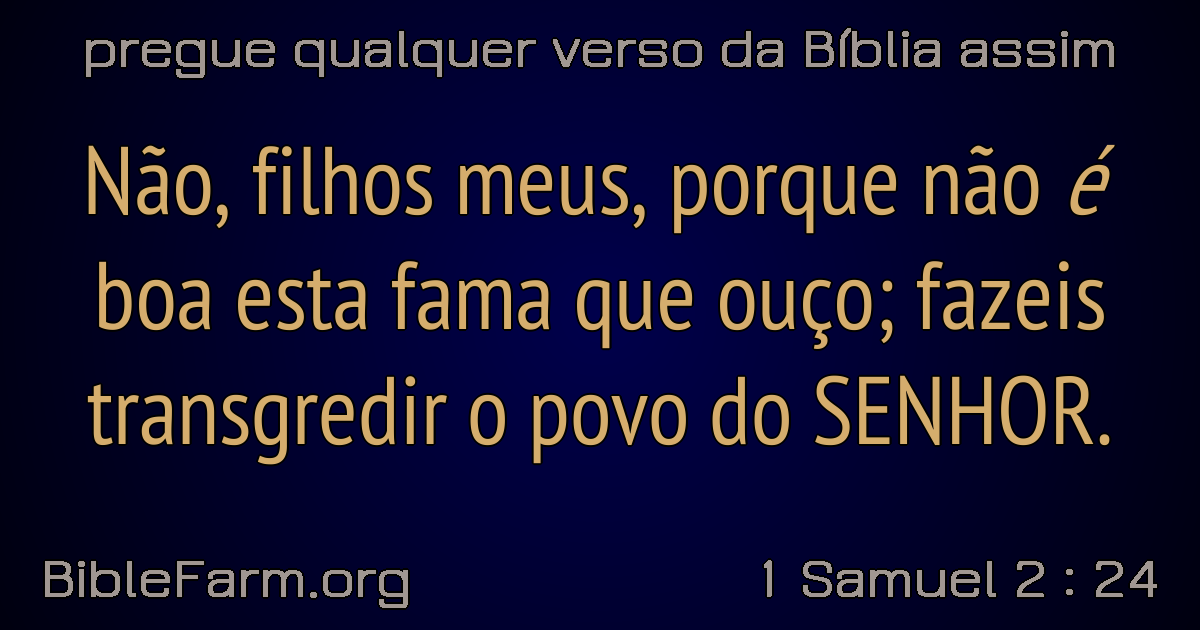 pregue qualquer verso da Bíblia assim
Não, filhos meus, porque não é
boa esta fama que ouço; fazeis
transgredir o povo do SENHOR.
BibleFarm.org
1 Samuel 2 : 24